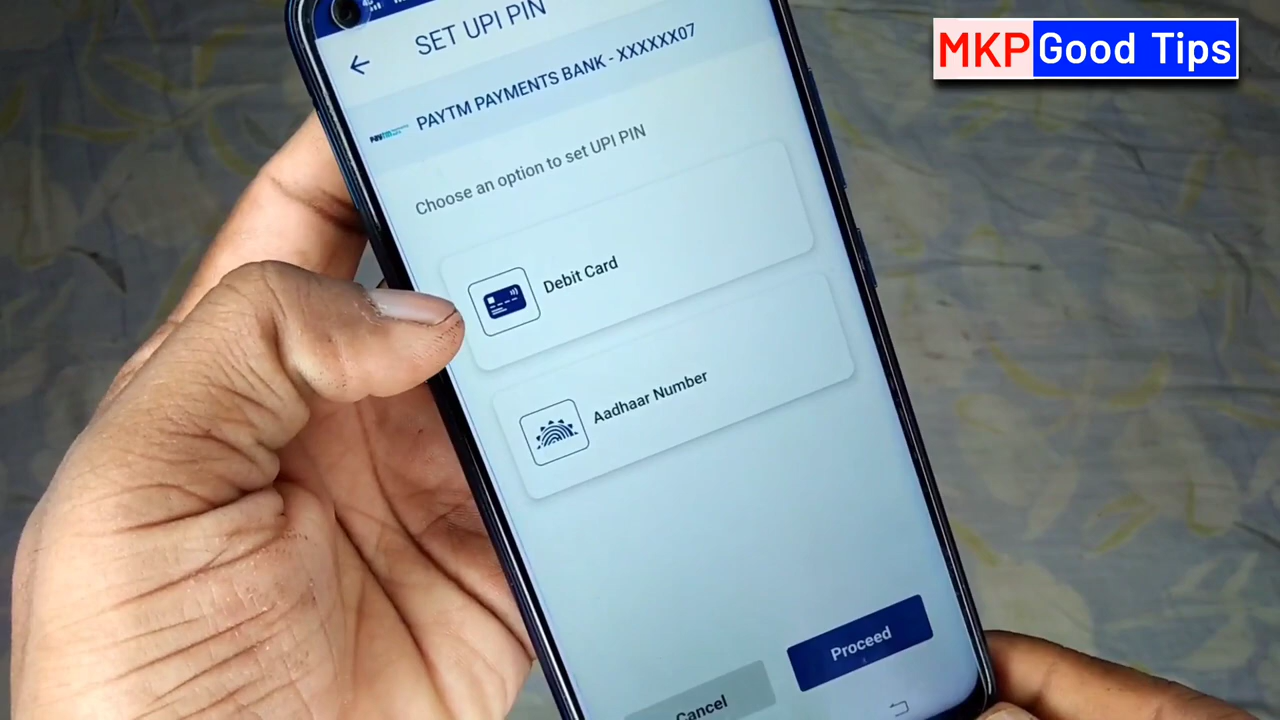 MKP Good Tips
SET UPI PIN
PAYTM PAYMENTS BANK - XXXXXX07
Choose an option to set UPI PIN
Debit Card
Aadhaar Number
Proceed
Cancel